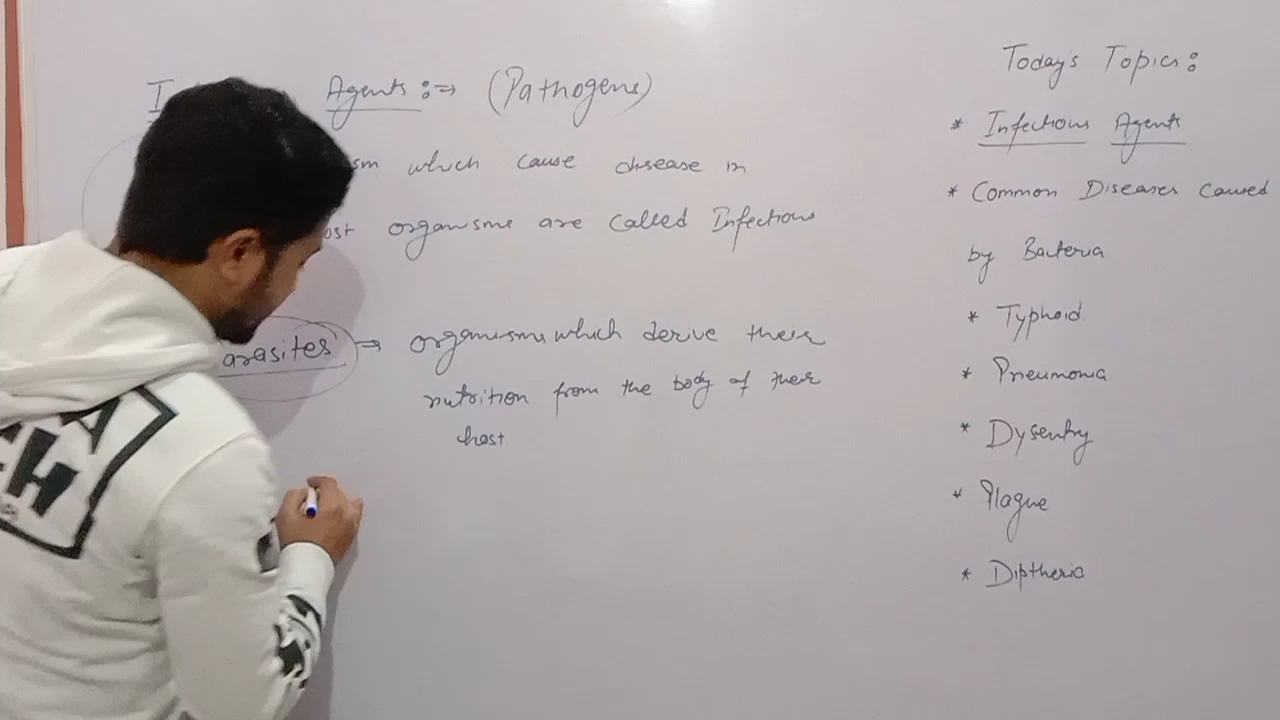 Agents :⇒ (Pathogens)
which cause disease in
organisms are called Infectious
arasites ⇒ organisms which derive their
nutrition from the body of their
host
Today's Topics:
* Infectious Agents
* Common Diseases Caused
by Bacteria
* Typhoid
* Pneumonia
* Dysentry
* Plague
* Diptheria